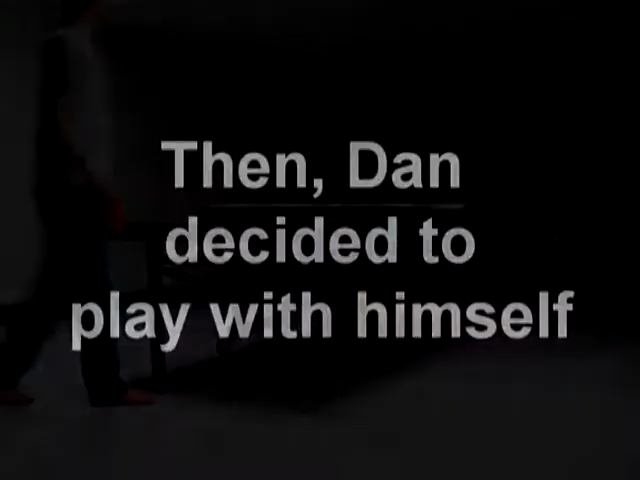 Then, Dan
decided to
play with himself